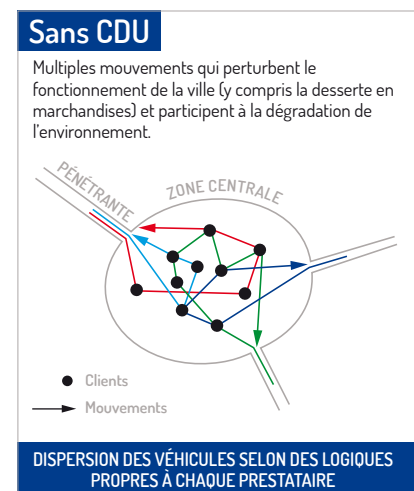 Sans CDU
Multiples mouvements qui perturbent le
fonctionnement de la ville (y compris la desserte en
marchandises) et participent à la dégradation de
l'environnement.
PÉNÉTRANTE
ZONE CENTRALE
Clients
Mouvements
DISPERSION DES VÉHICULES SELON DES LOGIQUES
PROPRES À CHAQUE PRESTATAIRE